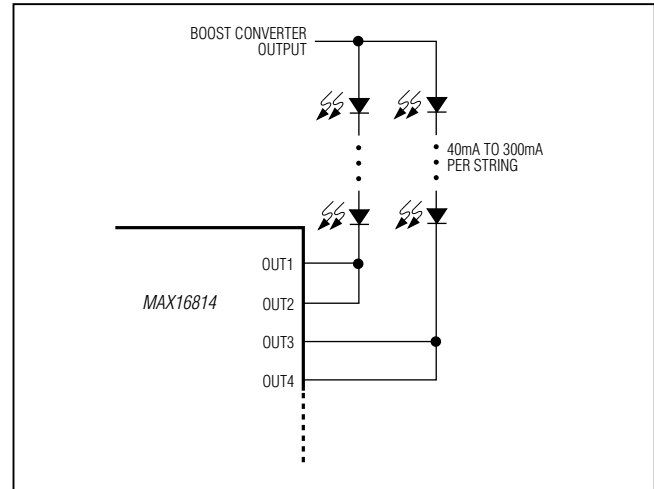 BOOST CONVERTER
OUTPUT
40mA TO 300mA
PER STRING
OUT1
MAX16814
OUT2
OUT3
OUT4